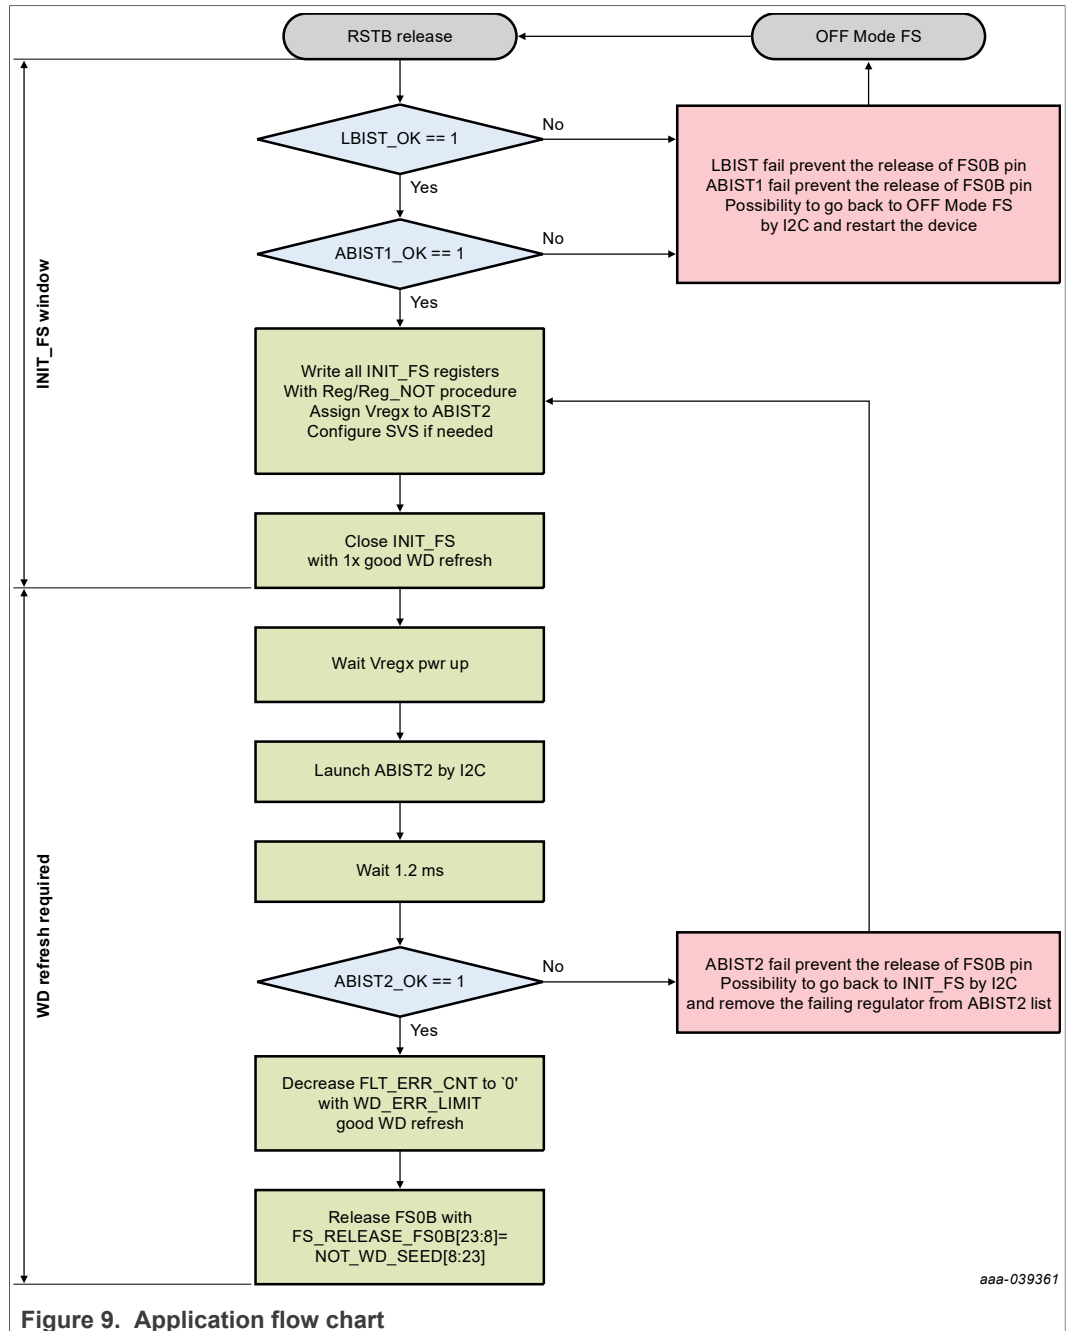 RSTB release
OFF Mode FS
LBIST_OK == 1
No
Yes
LBIST fail prevent the release of FS0B pin
ABIST1 fail prevent the release of FS0B pin
Possibility to go back to OFF Mode FS
by I2C and restart the device
ABIST1_OK == 1
No
Yes
INIT_FS window
Write all INIT_FS registers
With Reg/Reg_NOT procedure
Assign Vregx to ABIST2
Configure SVS if needed
Close INIT_FS
with 1x good WD refresh
Wait Vregx pwr up
Launch ABIST2 by I2C
Wait 1.2 ms
WD refresh required
ABIST2_OK == 1
No
Yes
ABIST2 fail prevent the release of FS0B pin
Possibility to go back to INIT_FS by I2C
and remove the failing regulator from ABIST2 list
Decrease FLT_ERR_CNT to `0'
with WD_ERR_LIMIT
good WD refresh
Release FS0B with
FS_RELEASE_FS0B[23:8]=
NOT_WD_SEED[8:23]
aaa-039361
Figure 9. Application flow chart